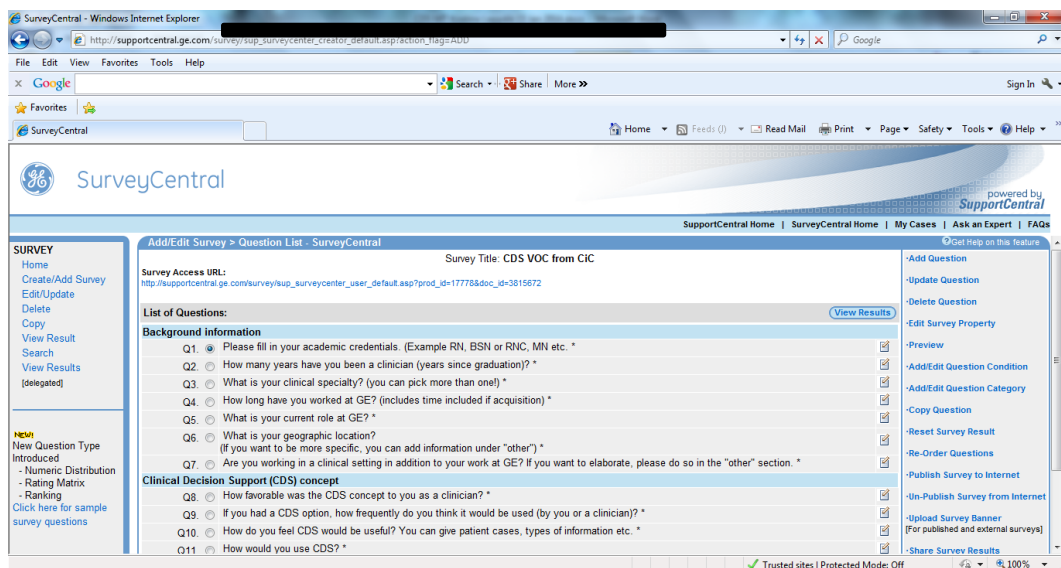 SurveyCentral - Windows Internet Explorer
http://supportcentral.ge.com/survey/sup_surveycenter_creator_default.asp?action_flag=ADD
Google
File Edit View Favorites Tools Help
x Google Search Share More >> Sign In
Favorites
SurveyCentral Home Feeds (J) Read Mail Print Page Safety Tools Help
SurveyCentral
powered by
SupportCentral
SupportCentral Home | SurveyCentral Home | My Cases | Ask an Expert | FAQs
SURVEY
Home
Create/Add Survey
Edit/Update
Delete
Copy
View Result
Search
View Results
[delegated]
NEW!
New Question Type
Introduced
- Numeric Distribution
- Rating Matrix
- Ranking
Click here for sample
survey questions
Add/Edit Survey > Question List - SurveyCentral
Get Help on this feature
Survey Title: CDS VOC from CiC
Survey Access URL:
http://supportcentral.ge.com/survey/sup_surveycenter_user_default.asp?prod_id=17778&doc_id=3815672
List of Questions: View Results
Background information
Q1. Please fill in your academic credentials. (Example RN, BSN or RNC, MN etc. *
Q2. How many years have you been a clinician (years since graduation)? *
Q3. What is your clinical specialty? (you can pick more than one!) *
Q4. How long have you worked at GE? (includes time included if acquisition) *
Q5. What is your current role at GE? *
Q6. What is your geographic location?
(If you want to be more specific, you can add information under "other") *
Q7. Are you working in a clinical setting in addition to your work at GE? If you want to elaborate, please do so in the "other" section. *
Clinical Decision Support (CDS) concept
Q8. How favorable was the CDS concept to you as a clinician? *
Q9. If you had a CDS option, how frequently do you think it would be used (by you or a clinician)? *
Q10. How do you feel CDS would be useful? You can give patient cases, types of information etc. *
Q11 How would you use CDS? *
·Add Question
·Update Question
·Delete Question
·Edit Survey Property
·Preview
·Add/Edit Question Condition
·Add/Edit Question Category
·Copy Question
·Reset Survey Result
·Re-Order Questions
·Publish Survey to Internet
·Un-Publish Survey from Internet
·Upload Survey Banner
[For published and external surveys]
·Share Survey Results
Trusted sites | Protected Mode: Off 100%